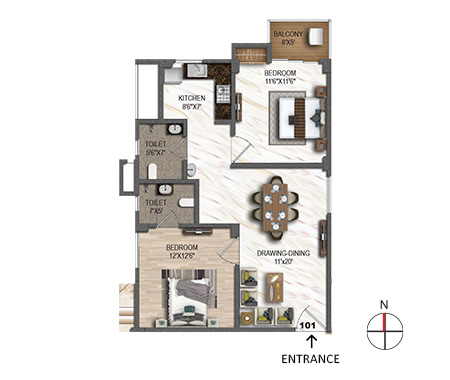 BALCONY
8'X5'
BEDROOM
11'6"X11'6"
KITCHEN
8'6"X7'
TOILET
5'6"X7'
TOILET
7'X5'
BEDROOM
12'X12'6"
DRAWING-DINING
11'x20'
101
ENTRANCE
N